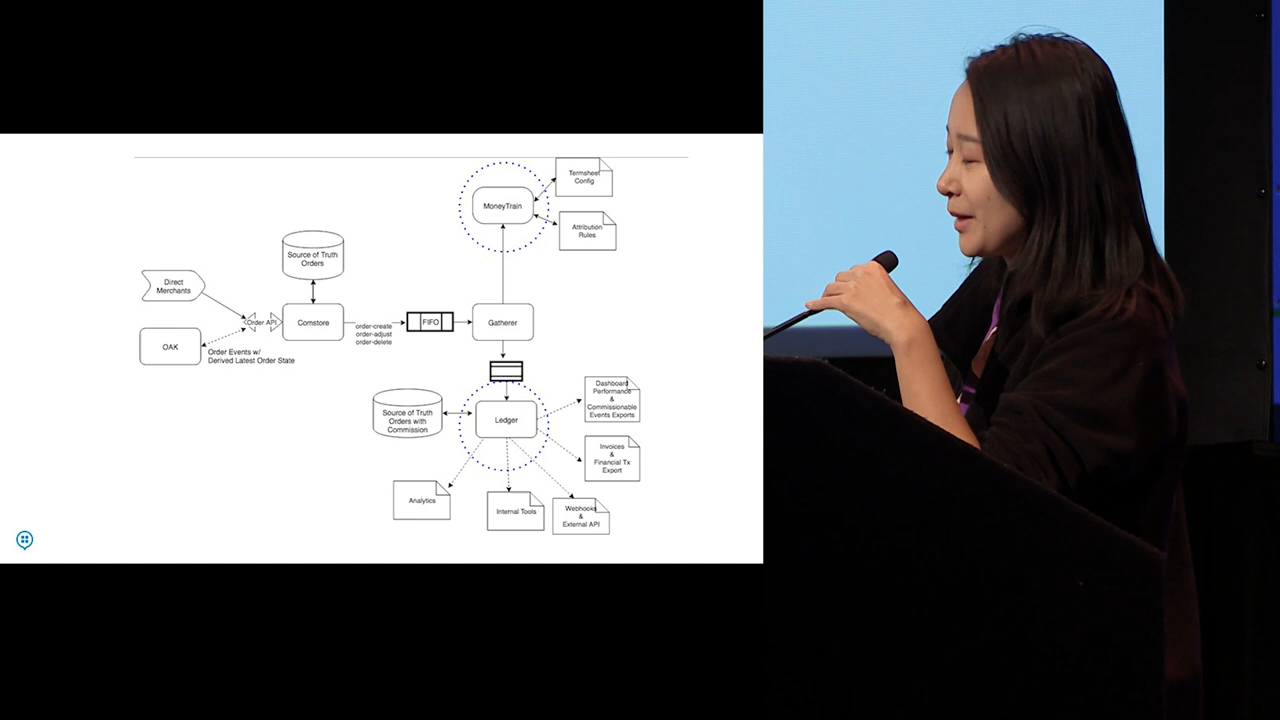 Termsheet
Config
MoneyTrain
Attribution
Rules
Source of Truth
Orders
Direct
Merchants
Order API
Comstore
FIFO
Gatherer
order-create
order-adjust
order-delete
OAK
Order Events w/
Derived Latest Order State
Dashboard
Performance
&
Commissionable
Events Exports
Source of Truth
Orders with
Commission
Ledger
Invoices
&
Financial Tx
Export
Analytics
Internal Tools
Webhooks
&
External API